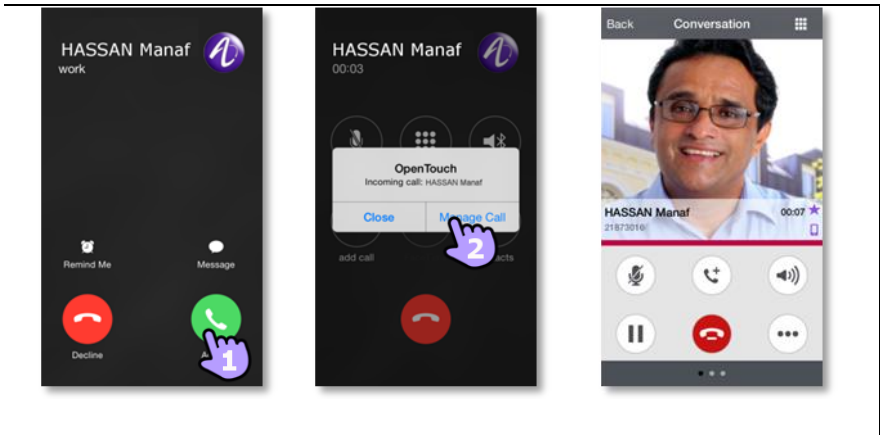 HASSAN Manaf
work
Remind Me
Message
Decline
1
HASSAN Manaf
00:03
OpenTouch
Incoming call: HASSAN Manaf
Close
Manage Call
2
add call
Back
Conversation
HASSAN Manaf
00:07
21873016